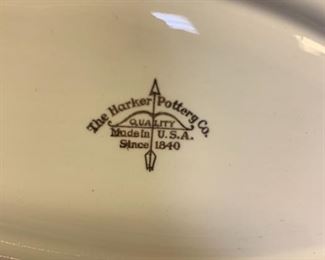 The Harker Pottery Co.
QUALITY
Made in U.S.A.
Since 1840